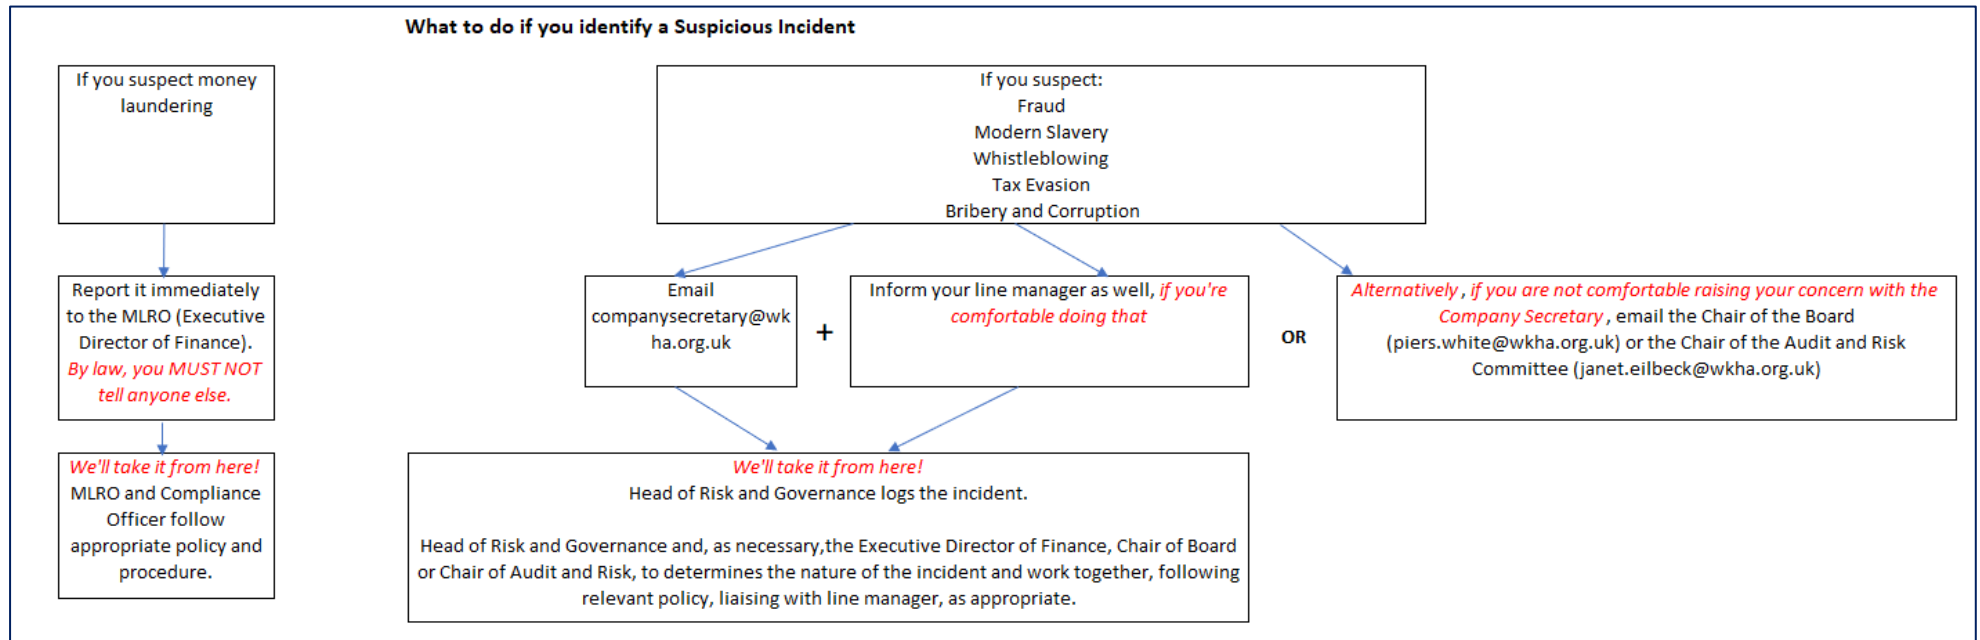 What to do if you identify a Suspicious Incident
If you suspect money
laundering
If you suspect:
Fraud
Modern Slavery
Whistleblowing
Tax Evasion
Bribery and Corruption
Report it immediately
to the MLRO (Executive
Director of Finance).
By law, you MUST NOT
tell anyone else.
Email
companysecretary@wk
ha.org.uk
+
Inform your line manager as well, if you're
comfortable doing that
OR
Alternatively, if you are not comfortable raising your concern with the
Company Secretary, email the Chair of the Board
(piers.white@wkha.org.uk) or the Chair of the Audit and Risk
Committee (janet.eilbeck@wkha.org.uk)
We'll take it from here!
MLRO and Compliance
Officer follow
appropriate policy and
procedure.
We'll take it from here!
Head of Risk and Governance logs the incident.
Head of Risk and Governance and, as necessary,the Executive Director of Finance, Chair of Board
or Chair of Audit and Risk, to determines the nature of the incident and work together, following
relevant policy, liaising with line manager, as appropriate.